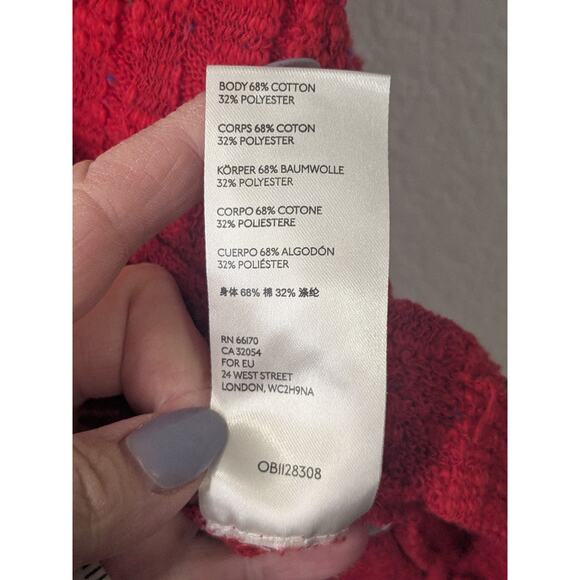 BODY 68% COTTON
32% POLYESTER
CORPS 68% COTON
32% POLYESTER
KÖRPER 68% BAUMWOLLE
32% POLYESTER
CORPO 68% COTONE
32% POLIESTERE
CUERPO 68% ALGODÓN
32% POLIÉSTER
身体 68% 棉 32% 涤纶
RN 66170
CA 32054
FOR EU
24 WEST STREET
LONDON, WC2H9NA
OB1128308